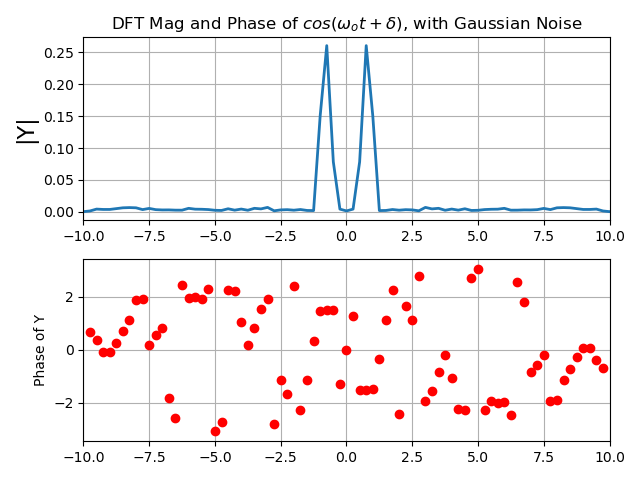 DFT Mag and Phase of cos(ω₀t + δ), with Gaussian Noise
|Y|
0.25
0.20
0.15
0.10
0.05
0.00
−10.0 −7.5 −5.0 −2.5 0.0 2.5 5.0 7.5 10.0
Phase of Y
2
0
−2
−10.0 −7.5 −5.0 −2.5 0.0 2.5 5.0 7.5 10.0